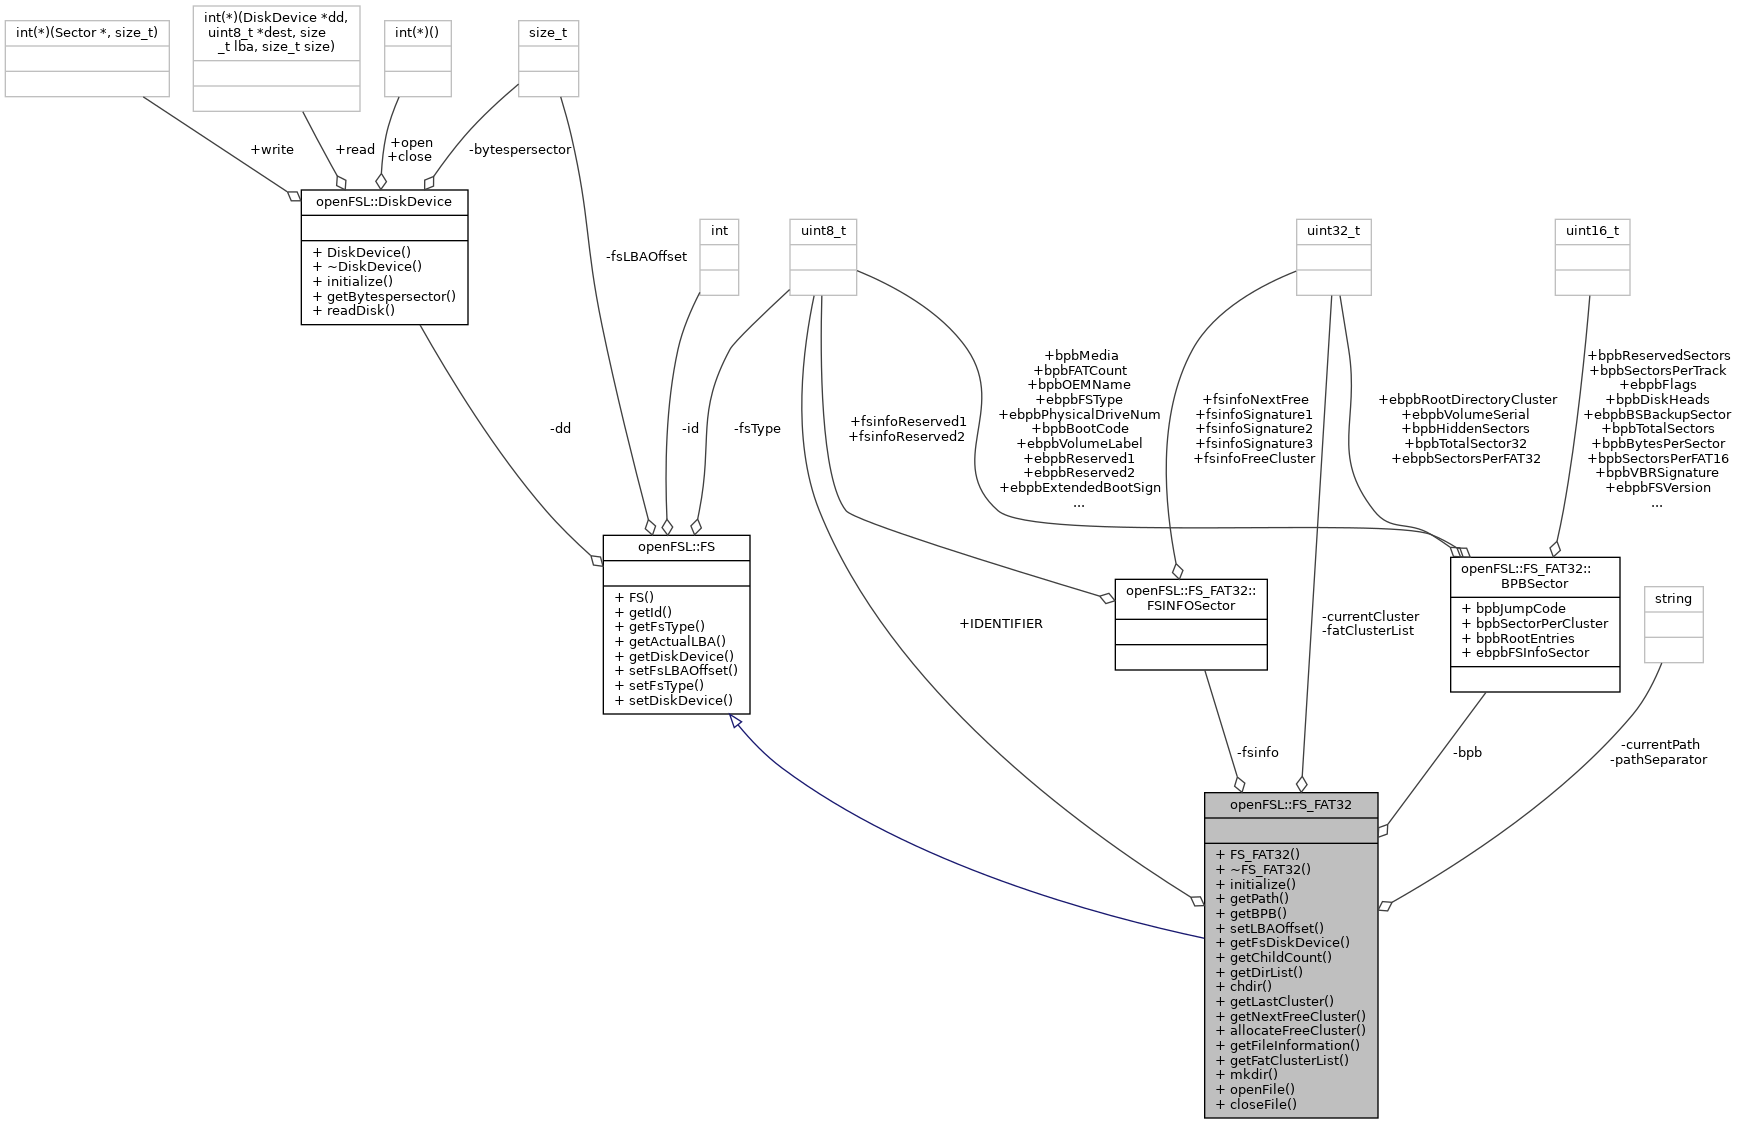 int(*)(Sector *, size_t)
int(*)(DiskDevice *dd,
uint8_t *dest, size
_t lba, size_t size)
int(*)()
size_t
+write
+read
+open
+close
-bytespersector
openFSL::DiskDevice
+ DiskDevice()
+ ~DiskDevice()
+ initialize()
+ getBytespersector()
+ readDisk()
-fsLBAOffset
int
uint8_t
uint32_t
uint16_t
-dd
-id
-fsType
+fsinfoReserved1
+fsinfoReserved2
+bpbMedia
+bpbFATCount
+bpbOEMName
+ebpbFSType
+ebpbPhysicalDriveNum
+bpbBootCode
+ebpbVolumeLabel
+ebpbReserved1
+ebpbReserved2
+ebpbExtendedBootSign
...
+fsinfoNextFree
+fsinfoSignature1
+fsinfoSignature2
+fsinfoSignature3
+fsinfoFreeCluster
+ebpbRootDirectoryCluster
+ebpbVolumeSerial
+bpbHiddenSectors
+bpbTotalSector32
+ebpbSectorsPerFAT32
+bpbReservedSectors
+bpbSectorsPerTrack
+ebpbFlags
+bpbDiskHeads
+ebpbBSBackupSector
+bpbTotalSectors
+bpbBytesPerSector
+bpbSectorsPerFAT16
+bpbVBRSignature
+ebpbFSVersion
...
openFSL::FS
+ FS()
+ getId()
+ getFsType()
+ getActualLBA()
+ getDiskDevice()
+ setFsLBAOffset()
+ setFsType()
+ setDiskDevice()
+IDENTIFIER
openFSL::FS_FAT32::
FSINFOSector
-currentCluster
-fatClusterList
openFSL::FS_FAT32::
BPBSector
+ bpbJumpCode
+ bpbSectorPerCluster
+ bpbRootEntries
+ ebpbFSInfoSector
string
-fsinfo
-bpb
-currentPath
-pathSeparator
openFSL::FS_FAT32
+ FS_FAT32()
+ ~FS_FAT32()
+ initialize()
+ getPath()
+ getBPB()
+ setLBAOffset()
+ getFsDiskDevice()
+ getChildCount()
+ getDirList()
+ chdir()
+ getLastCluster()
+ getNextFreeCluster()
+ allocateFreeCluster()
+ getFileInformation()
+ getFatClusterList()
+ mkdir()
+ openFile()
+ closeFile()